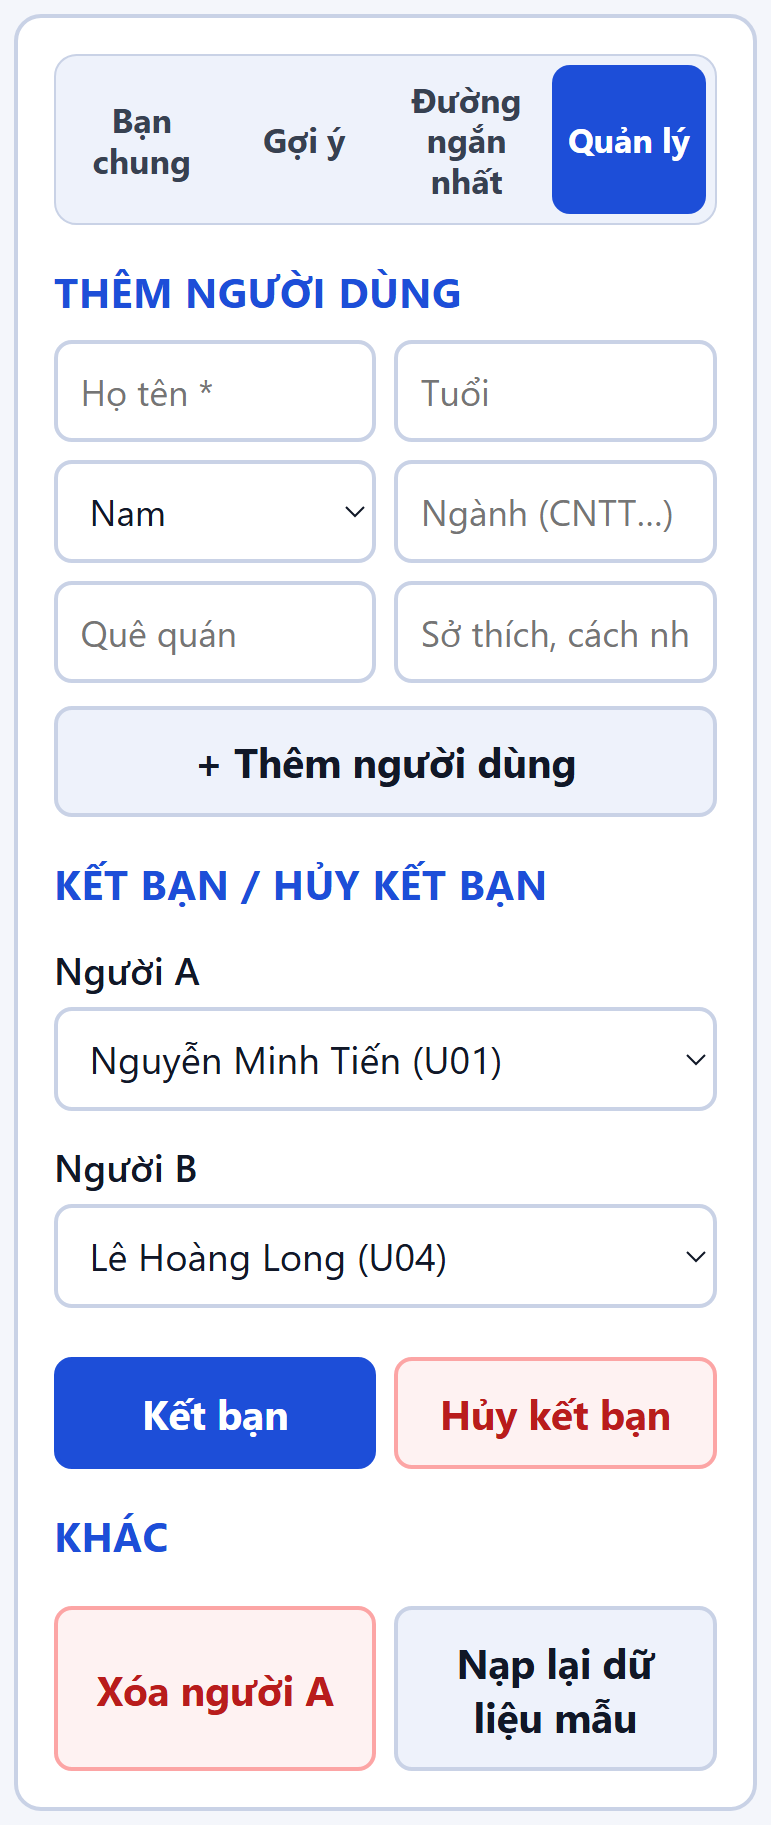 Bạn
chung
Gợi ý
Đường
ngắn
nhất
Quản lý
THÊM NGƯỜI DÙNG
Họ tên *
Tuổi
Nam
Ngành (CNTT...)
Quê quán
Sở thích, cách nh
+ Thêm người dùng
KẾT BẠN / HỦY KẾT BẠN
Người A
Nguyễn Minh Tiến (U01)
Người B
Lê Hoàng Long (U04)
Kết bạn
Hủy kết bạn
KHÁC
Xóa người A
Nạp lại dữ
liệu mẫu